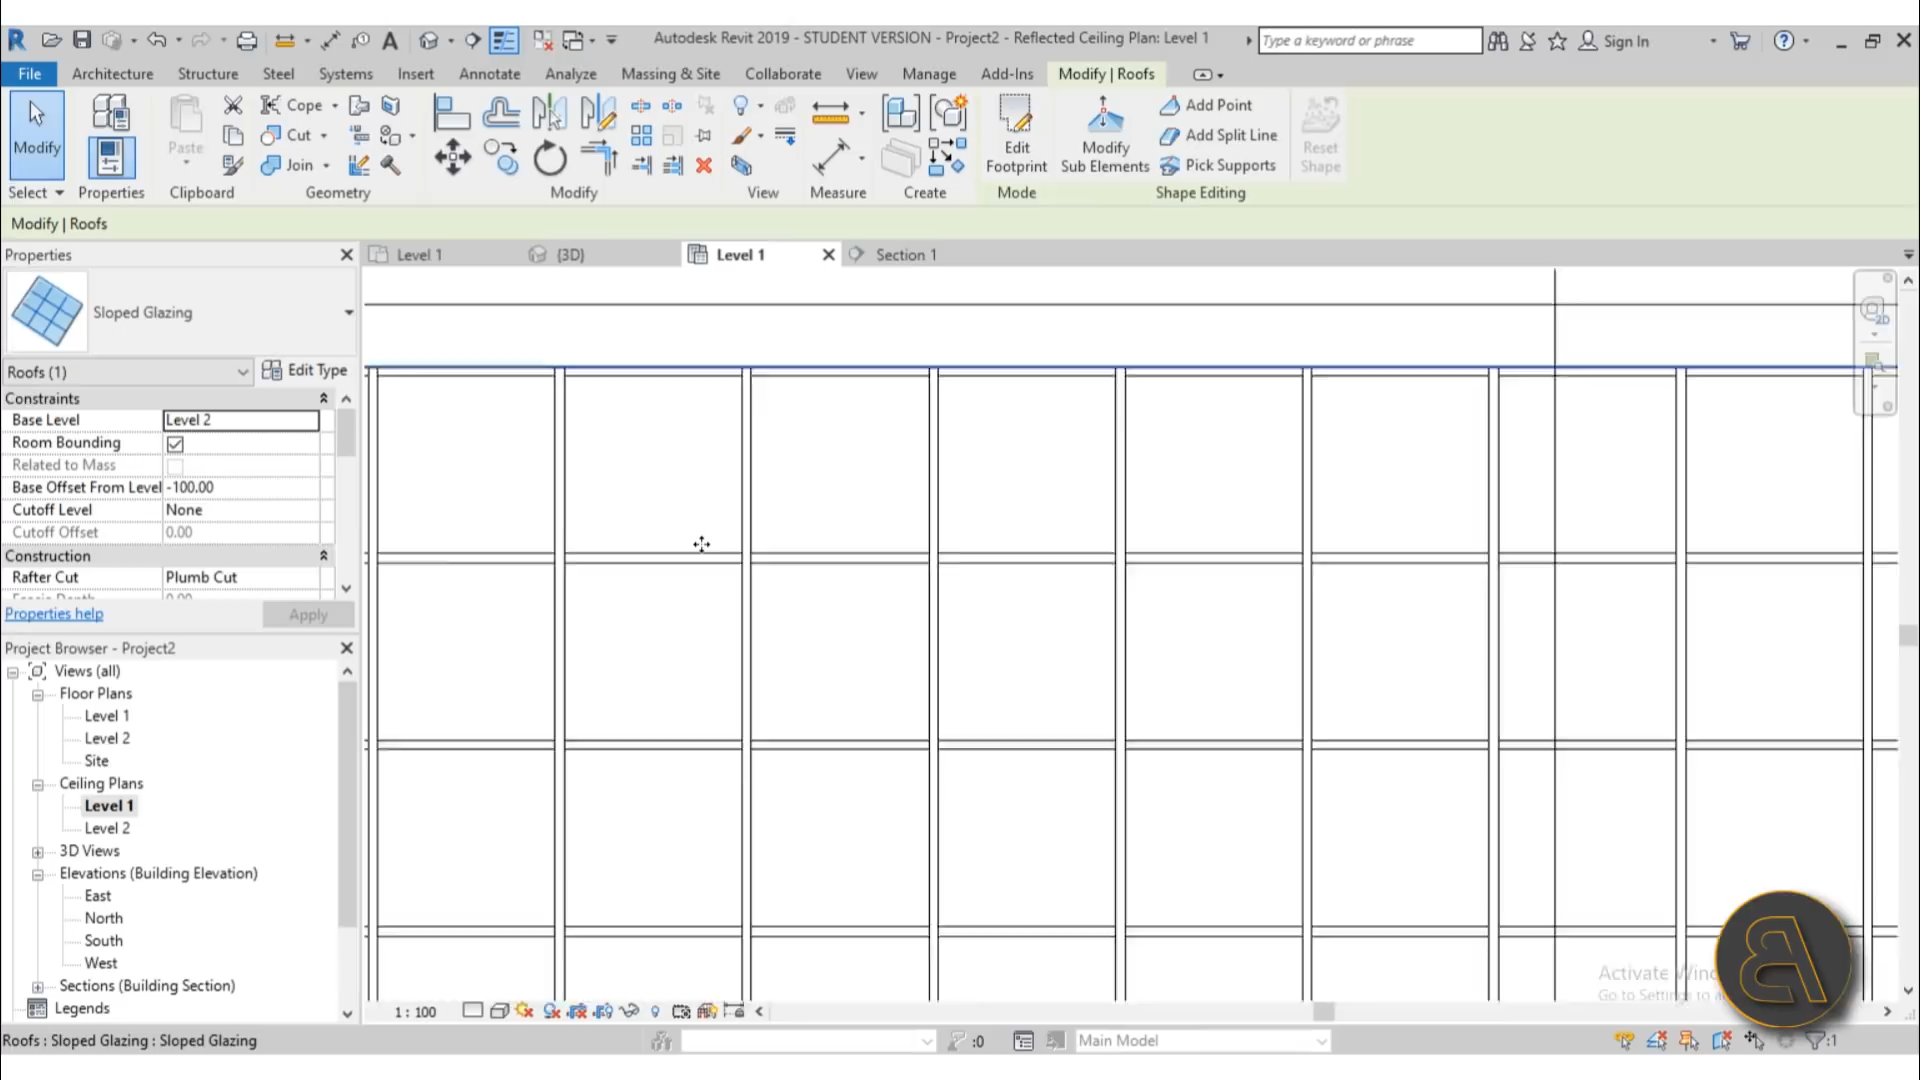 Autodesk Revit 2019 - STUDENT VERSION - Project2 - Reflected Ceiling Plan: Level 1
Type a keyword or phrase
Sign In
File Architecture Structure Steel Systems Insert Annotate Analyze Massing & Site Collaborate View Manage Add-Ins Modify | Roofs
Modify
Paste
Cope
Cut
Join
Edit Footprint
Modify Sub Elements
Add Point
Add Split Line
Pick Supports
Reset Shape
Select Properties Clipboard Geometry Modify View Measure Create Mode Shape Editing
Modify | Roofs
Properties
Level 1 {3D} Level 1 Section 1
2D
Sloped Glazing
Roofs (1) Edit Type
Constraints
Base Level Level 2
Room Bounding
Related to Mass
Base Offset From Level -100.00
Cutoff Level None
Cutoff Offset 0.00
Construction
Rafter Cut Plumb Cut
Properties help Apply
Project Browser - Project2
Views (all)
Floor Plans
Level 1
Level 2
Site
Ceiling Plans
Level 1
Level 2
3D Views
Elevations (Building Elevation)
East
North
South
West
Sections (Building Section)
Legends
1 : 100
Activate
Go to
Roofs : Sloped Glazing : Sloped Glazing
:0
Main Model
:1